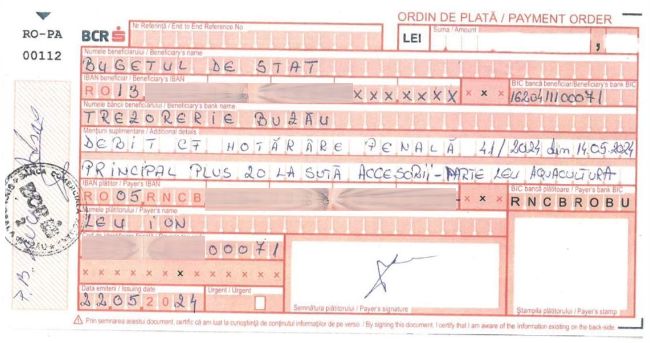 ORDIN DE PLATĂ / PAYMENT ORDER
RO-PA
00112
BCR
Nr Referință / End to End Reference No
LEI
Suma / Amount
,
Numele beneficiarului / Beneficiary's name
BUGETUL DE STAT
IBAN beneficiar / Beneficiary's IBAN
RO13 xxxxxxx x x x
BIC banca beneficiar / Beneficiary's bank BIC
Numele băncii beneficiarului / Beneficiary bank name
TREZORERIE BUZĂU
Mențiuni suplimentare / Additional details
DEBIT CF HOTĂRÂRE PENALĂ 41/2024 din 14.05.2024
PRINCIPAL PLUS 20 LA SUTĂ ACCESORII-PARTE LEU AQUACULTURA
IBAN plătitor / Payer's IBAN
RO05 RNCB - x x
BIC bancă plătitoare / Payer's bank BIC
RNCBROBU
Numele plătitorului / Payer's name
LEU ION
00071
x x x x x x x x x x x x x
Data emiterii / Issuing date
22.05.2024
Urgent / Urgent
Semnătura plătitorului / Payer's signature
Ștampila plătitorului / Payer's stamp
Prin semnarea acestui document, certific că am luat la cunoștință de conținutul informațiilor de pe verso. / By signing this document, I certify that I am aware of the information existing on the back-side.